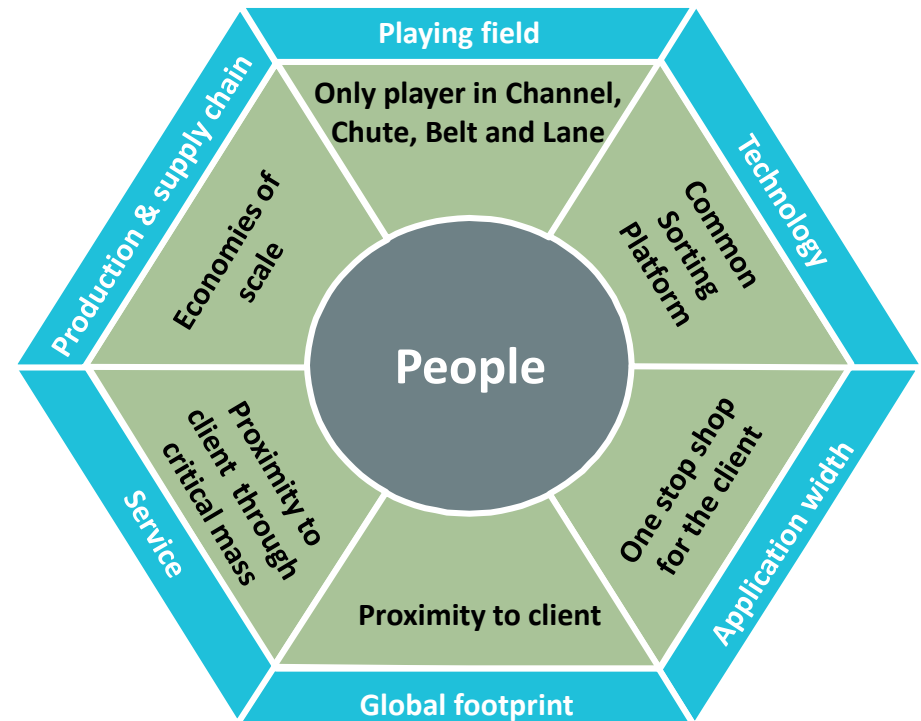 Playing field
Only player in Channel,
Chute, Belt and Lane
Technology
Common
Sorting
Platform
Application width
One stop shop
for the client
Global footprint
Proximity to client
Service
Proximity to
client through
critical mass
Production & supply chain
Economies of
scale
People